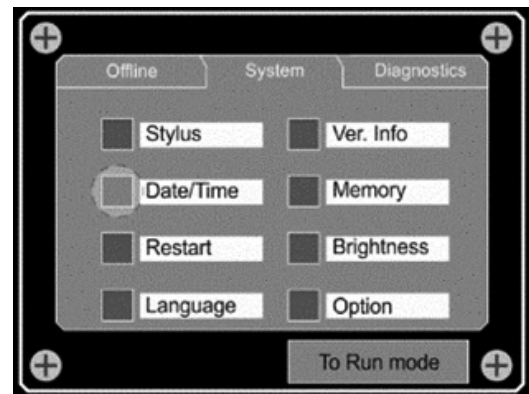 Offline System Diagnostics
Stylus Ver. Info
Date/Time Memory
Restart Brightness
Language Option
To Run mode